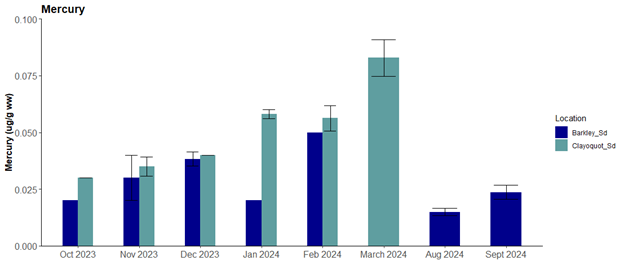 Mercury
Mercury (ug/g ww)
0.100
0.075
0.050
0.025
0.000
Oct 2023 Nov 2023 Dec 2023 Jan 2024 Feb 2024 March 2024 Aug 2024 Sept 2024
Location
Barkley_Sd
Clayoquot_Sd